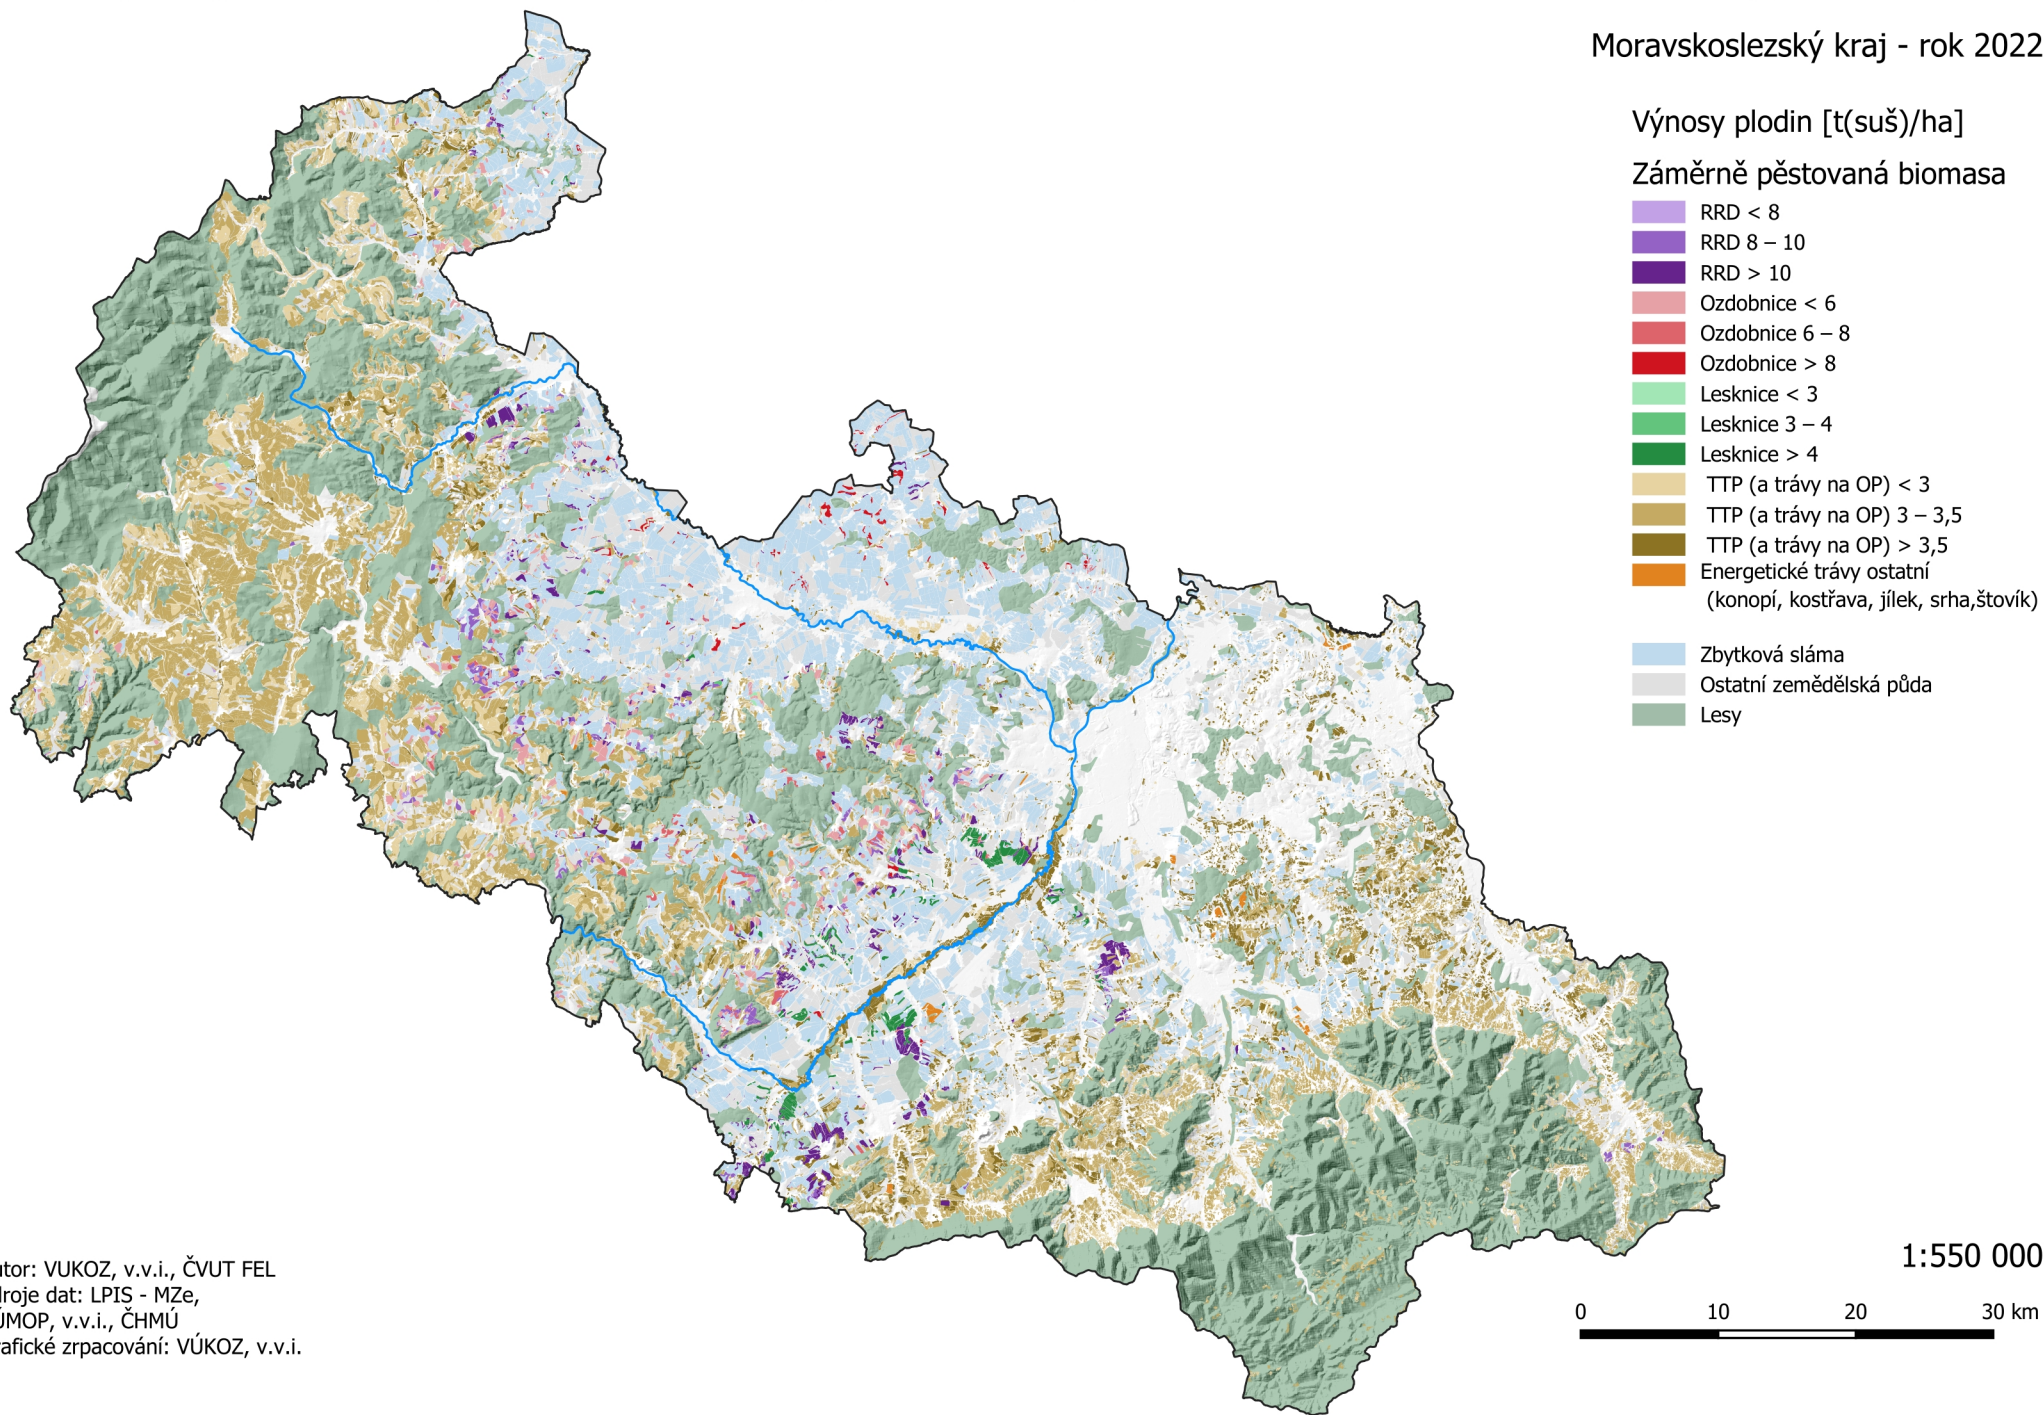 Moravskoslezský kraj - rok 2022
Výnosy plodin [t(suš)/ha]
Záměrně pěstovaná biomasa
RRD < 8
RRD 8 – 10
RRD > 10
Ozdobnice < 6
Ozdobnice 6 – 8
Ozdobnice > 8
Lesknice < 3
Lesknice 3 – 4
Lesknice > 4
TTP (a trávy na OP) < 3
TTP (a trávy na OP) 3 – 3,5
TTP (a trávy na OP) > 3,5
Energetické trávy ostatní
(konopí, kostřava, jílek, srha,štovík)
Zbytková sláma
Ostatní zemědělská půda
Lesy
1:550 000
0 10 20 30 km
utor: VUKOZ, v.v.i., ČVUT FEL
droje dat: LPIS - MZe,
ÚMOP, v.v.i., ČHMÚ
rafické zrpacování: VÚKOZ, v.v.i.